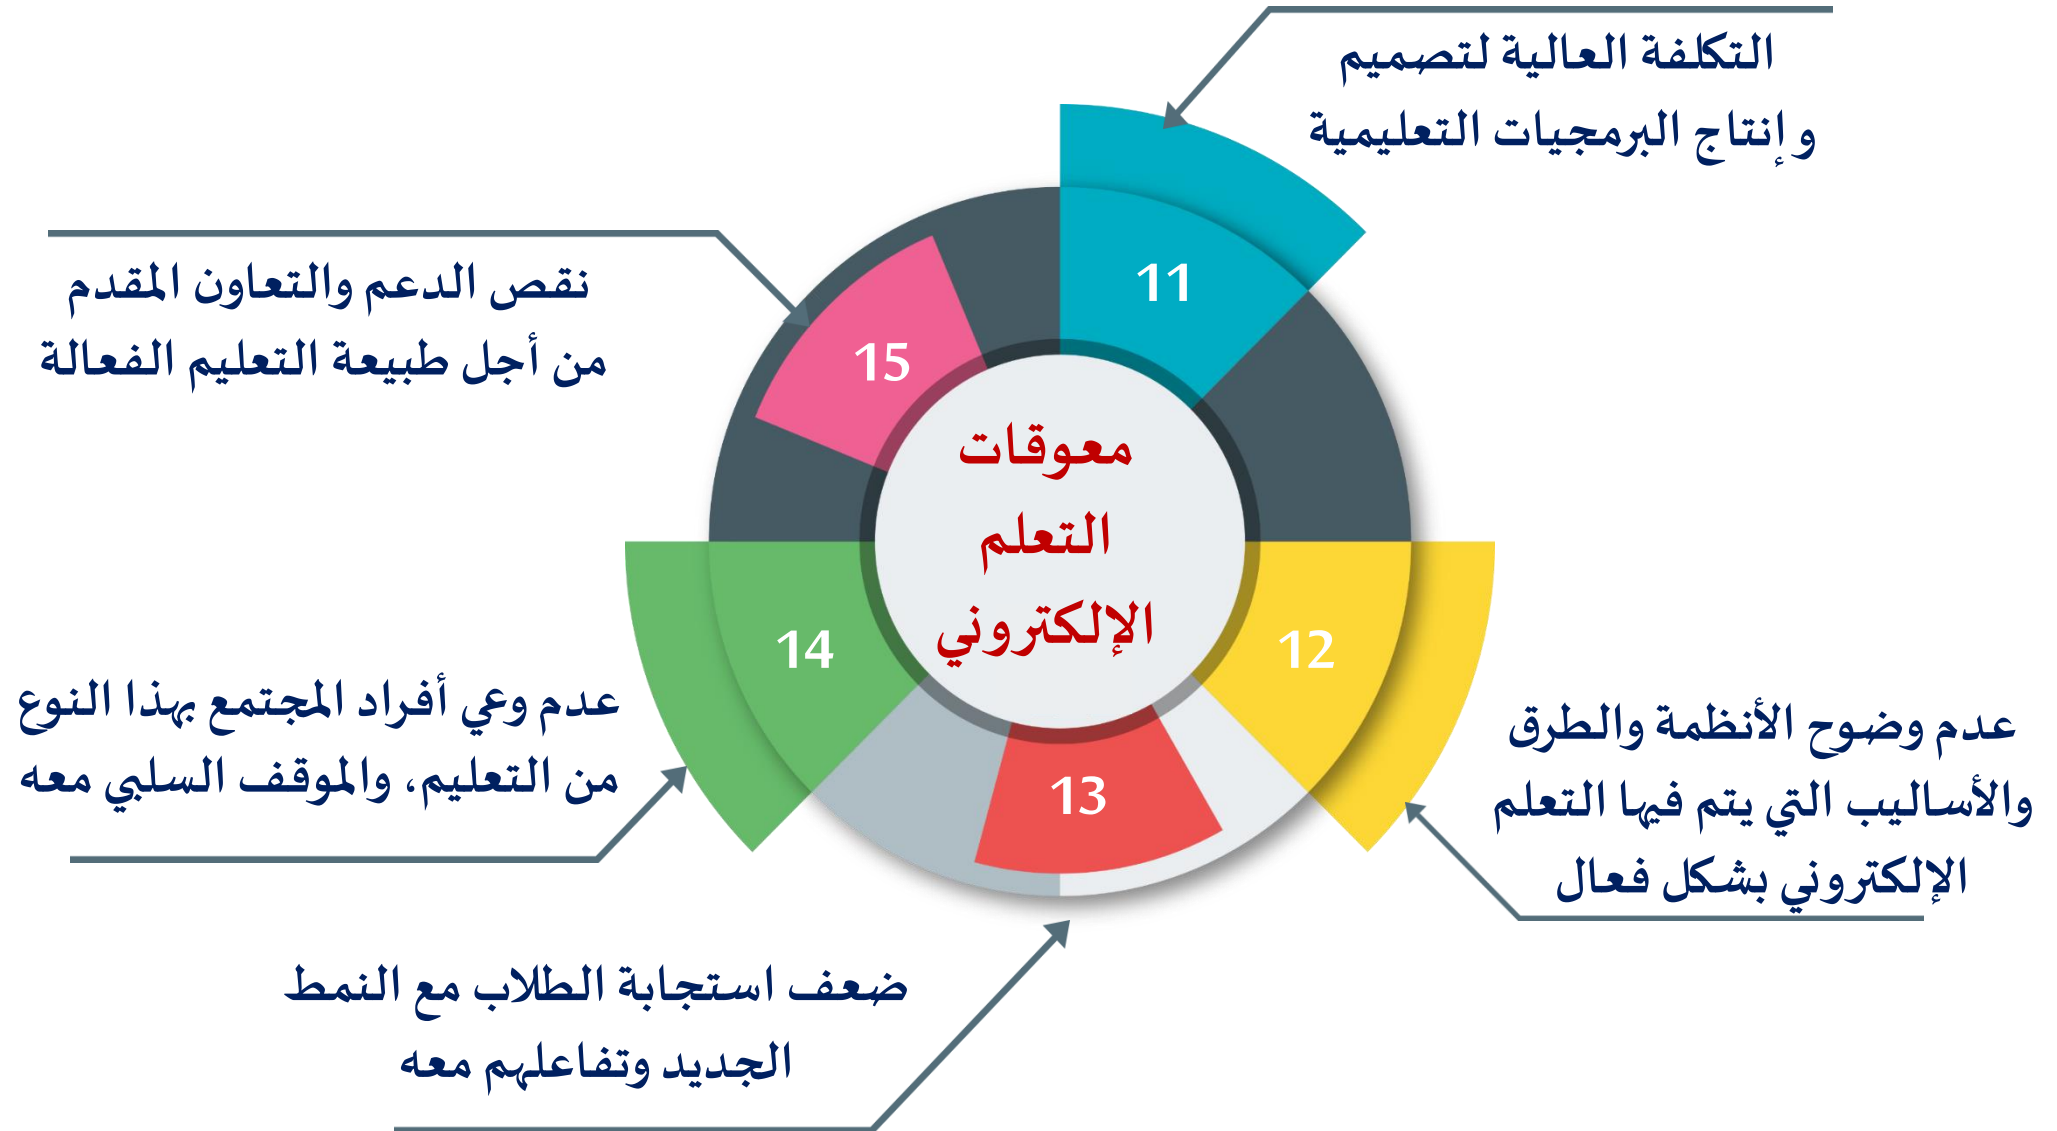 معوقات
التعلم
الإلكتروني
11
التكلفة العالية لتصميم
وإنتاج البرمجيات التعليمية
12
عدم وضوح الأنظمة والطرق
والأساليب التي يتم فيها التعلم
الإلكتروني بشكل فعال
13
ضعف استجابة الطلاب مع النمط
الجديد وتفاعلهم معه
14
عدم وعي أفراد المجتمع بهذا النوع
من التعليم، والموقف السلبي معه
15
نقص الدعم والتعاون المقدم
من أجل طبيعة التعليم الفعالة